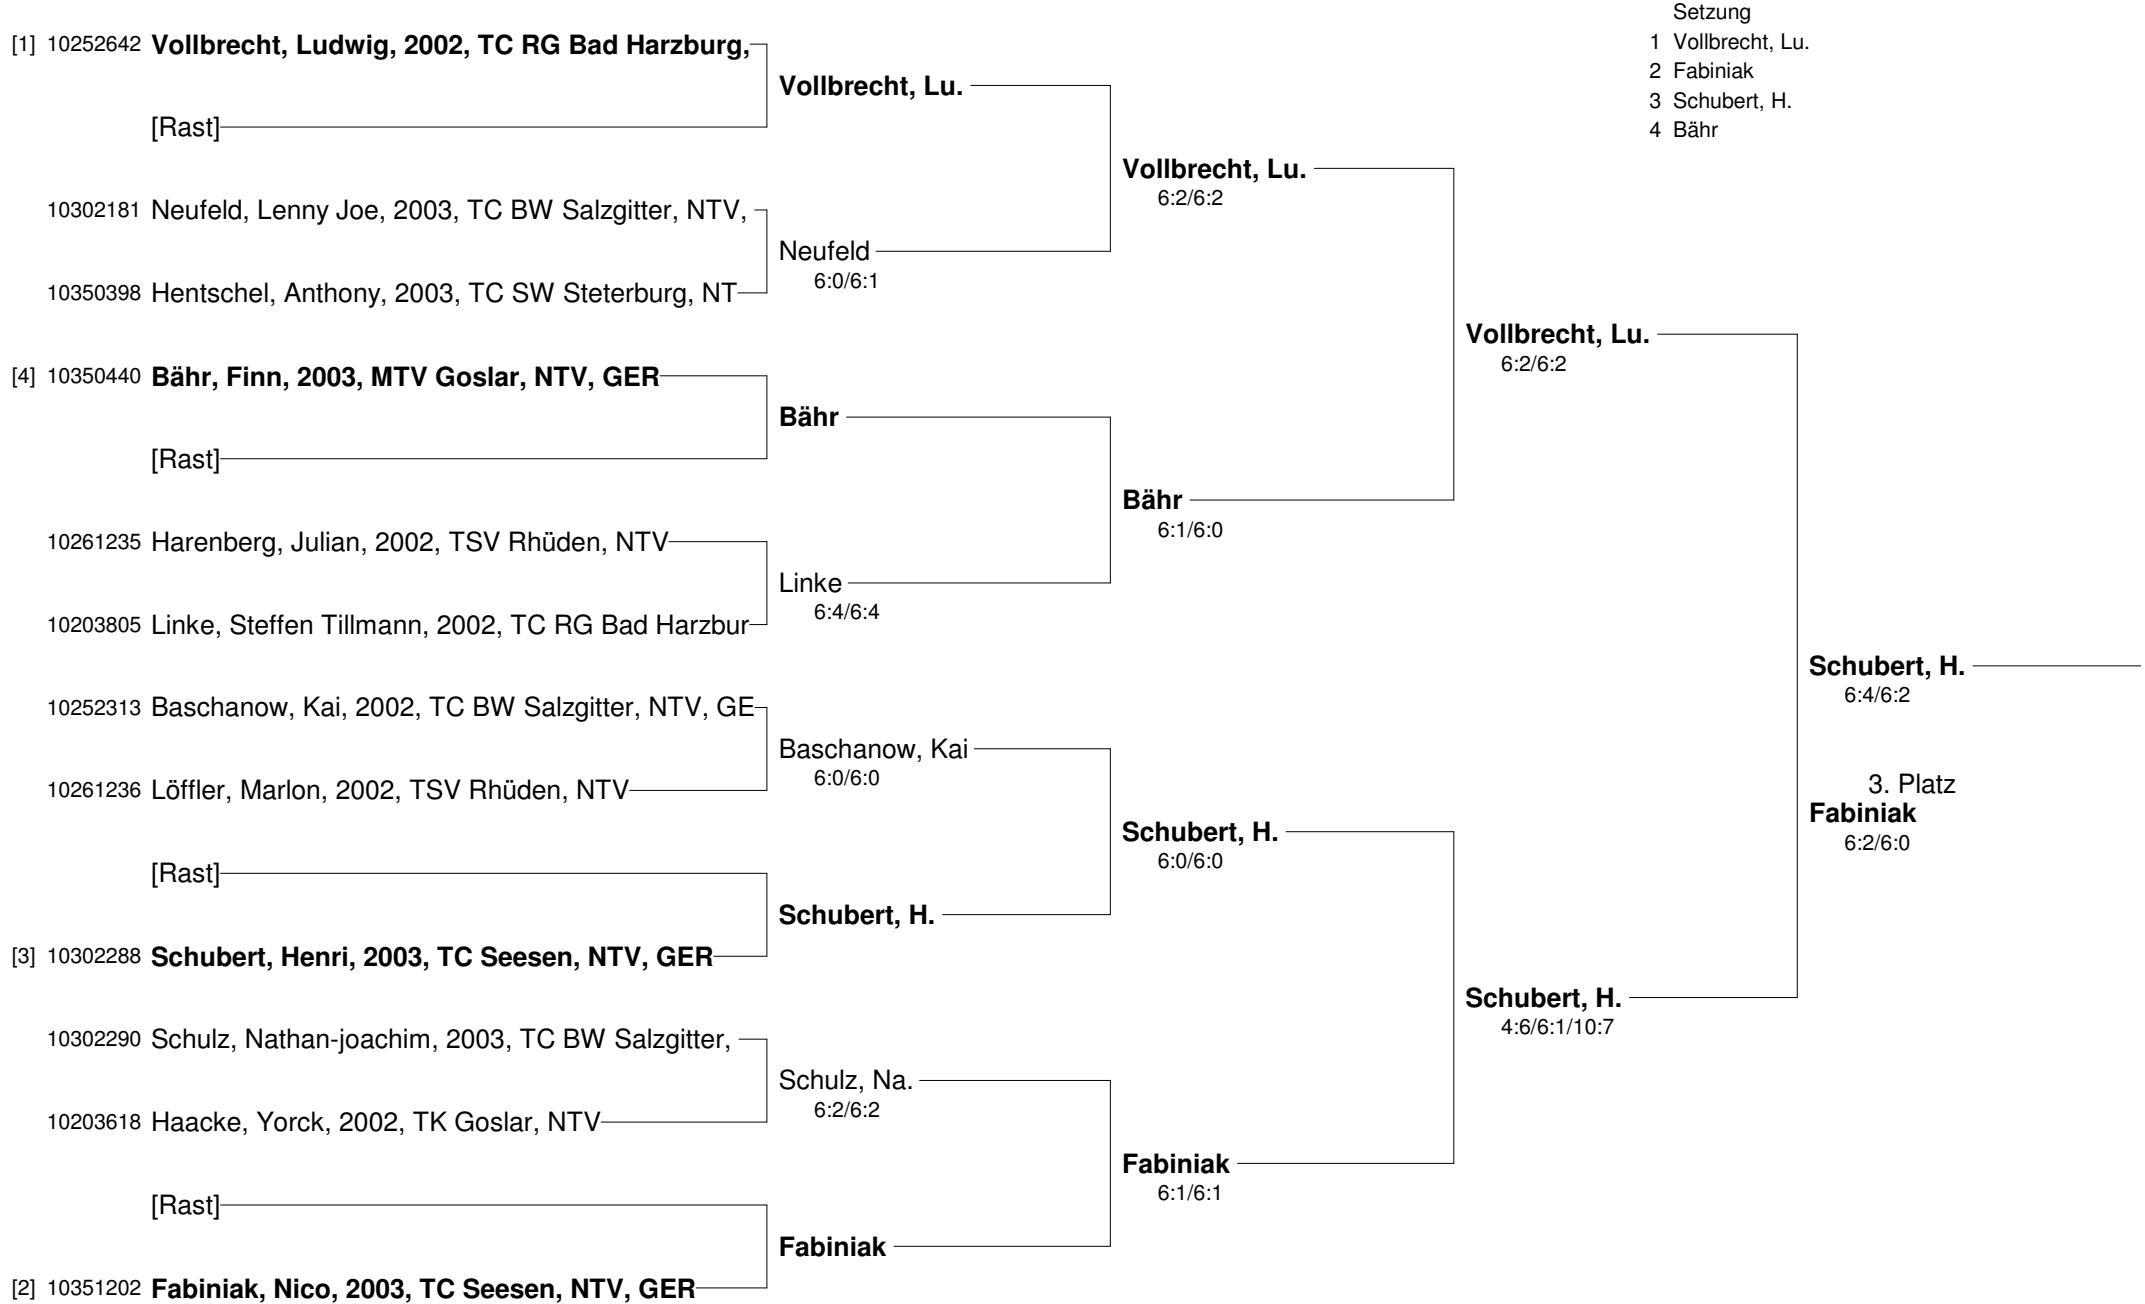 Setzung
1 Vollbrecht, Lu.
2 Fabiniak
3 Schubert, H.
4 Bähr
[1] 10252642 Vollbrecht, Ludwig, 2002, TC RG Bad Harzburg,
[Rast]
10302181 Neufeld, Lenny Joe, 2003, TC BW Salzgitter, NTV,
10350398 Hentschel, Anthony, 2003, TC SW Steterburg, NT
[4] 10350440 Bähr, Finn, 2003, MTV Goslar, NTV, GER
[Rast]
10261235 Harenberg, Julian, 2002, TSV Rhüden, NTV
10203805 Linke, Steffen Tillmann, 2002, TC RG Bad Harzbur
10252313 Baschanow, Kai, 2002, TC BW Salzgitter, NTV, GE
10261236 Löffler, Marlon, 2002, TSV Rhüden, NTV
[Rast]
[3] 10302288 Schubert, Henri, 2003, TC Seesen, NTV, GER
10302290 Schulz, Nathan-joachim, 2003, TC BW Salzgitter,
10203618 Haacke, Yorck, 2002, TK Goslar, NTV
[Rast]
[2] 10351202 Fabiniak, Nico, 2003, TC Seesen, NTV, GER
Vollbrecht, Lu.
Neufeld
6:0/6:1
Bähr
Linke
6:4/6:4
Baschanow, Kai
6:0/6:0
Schubert, H.
Schulz, Na.
6:2/6:2
Fabiniak
Vollbrecht, Lu.
6:2/6:2
Bähr
6:1/6:0
Schubert, H.
6:0/6:0
Fabiniak
6:1/6:1
Vollbrecht, Lu.
6:2/6:2
Schubert, H.
4:6/6:1/10:7
Schubert, H.
6:4/6:2
3. Platz
Fabiniak
6:2/6:0